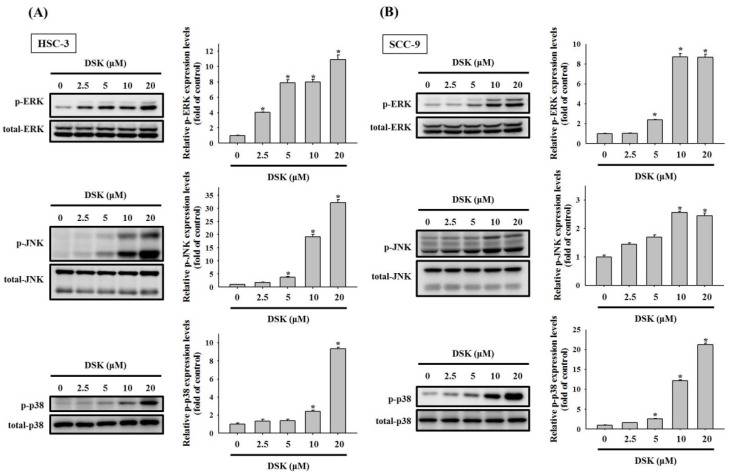 (A)
HSC-3
DSK (µM)
0 2.5 5 10 20
p-ERK
total-ERK
Relative p-ERK expression levels
(fold of control)
12
10
8
6
4
2
0
* * * *
0 2.5 5 10 20
DSK (µM)
DSK (µM)
0 2.5 5 10 20
p-JNK
total-JNK
Relative p-JNK expression levels
(fold of control)
35
30
25
20
15
10
5
0
* * *
0 2.5 5 10 20
DSK (µM)
DSK (µM)
0 2.5 5 10 20
p-p38
total-p38
Relative p-p38 expression levels
(fold of control)
10
8
6
4
2
0
* *
0 2.5 5 10 20
DSK (µM)
(B)
SCC-9
DSK (µM)
0 2.5 5 10 20
p-ERK
total-ERK
Relative p-ERK expression levels
(fold of control)
10
8
6
4
2
0
* * *
0 2.5 5 10 20
DSK (µM)
DSK (µM)
0 2.5 5 10 20
p-JNK
total-JNK
Relative p-JNK expression levels
(fold of control)
4
3
2
1
0
* *
0 2.5 5 10 20
DSK (µM)
DSK (µM)
0 2.5 5 10 20
p-p38
total-p38
Relative p-p38 expression levels
(fold of control)
25
20
15
10
5
0
* * *
0 2.5 5 10 20
DSK (µM)